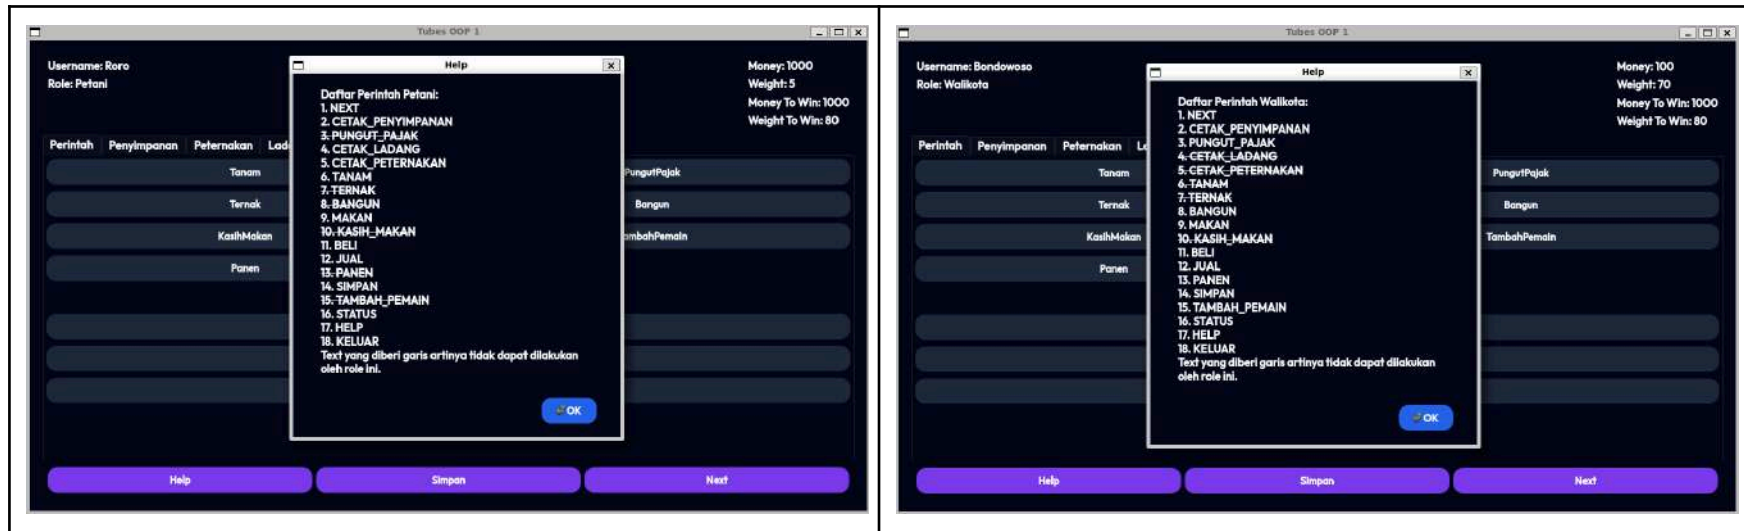 Tubes OOP 1
Username: Roro
Role: Petani
Money: 1000
Weight: 5
Money To Win: 1000
Weight To Win: 80
Perintah Penyimpanan Peternakan
Tanam
PungutPajak
Ternak
Bangun
KasihMakan
Panen
Help
Daftar Perintah Petani:
1. NEXT
2. CETAK_PENYIMPANAN
3. PUNGUT_PAJAK
4. CETAK_LADANG
5. CETAK_PETERNAKAN
6. TANAM
7. TERNAK
8. BANGUN
9. MAKAN
10. KASIH_MAKAN
11. BELI
12. JUAL
13. PANEN
14. SIMPAN
15. TAMBAH_PEMAIN
16. STATUS
17. HELP
18. KELUAR
Text yang diberi garis artinya tidak dapat dilakukan
oleh role ini.
OK
Help
Simpan
Next
Tubes OOP 1
Username: Bondowoso
Role: Walikota
Money: 100
Weight: 70
Money To Win: 1000
Weight To Win: 80
Perintah Penyimpanan Peternakan
Tanam
PungutPajak
Ternak
Bangun
KasihMakan
TambahPemain
Panen
Help
Daftar Perintah Walikota:
1. NEXT
2. CETAK_PENYIMPANAN
3. PUNGUT_PAJAK
4. CETAK_LADANG
5. CETAK_PETERNAKAN
6. TANAM
7. TERNAK
8. BANGUN
9. MAKAN
10. KASIH_MAKAN
11. BELI
12. JUAL
13. PANEN
14. SIMPAN
15. TAMBAH_PEMAIN
16. STATUS
17. HELP
18. KELUAR
Text yang diberi garis artinya tidak dapat dilakukan
oleh role ini.
OK
Help
Simpan
Next